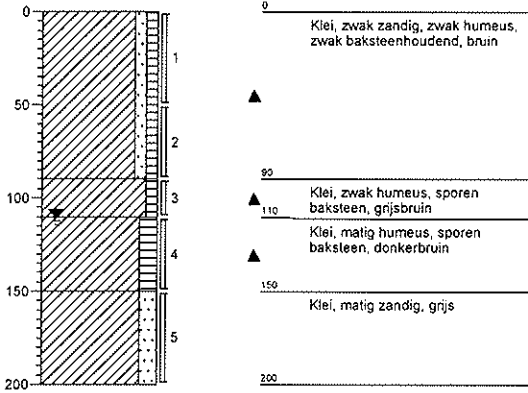 0
50
100
150
200
1
2
3
4
5
0
Klei, zwak zandig, zwak humeus,
zwak baksteenhoudend, bruin
90
Klei, zwak humeus, sporen
baksteen, grijsbruin
110
Klei, matig humeus, sporen
baksteen, donkerbruin
150
Klei, matig zandig, grijs
200